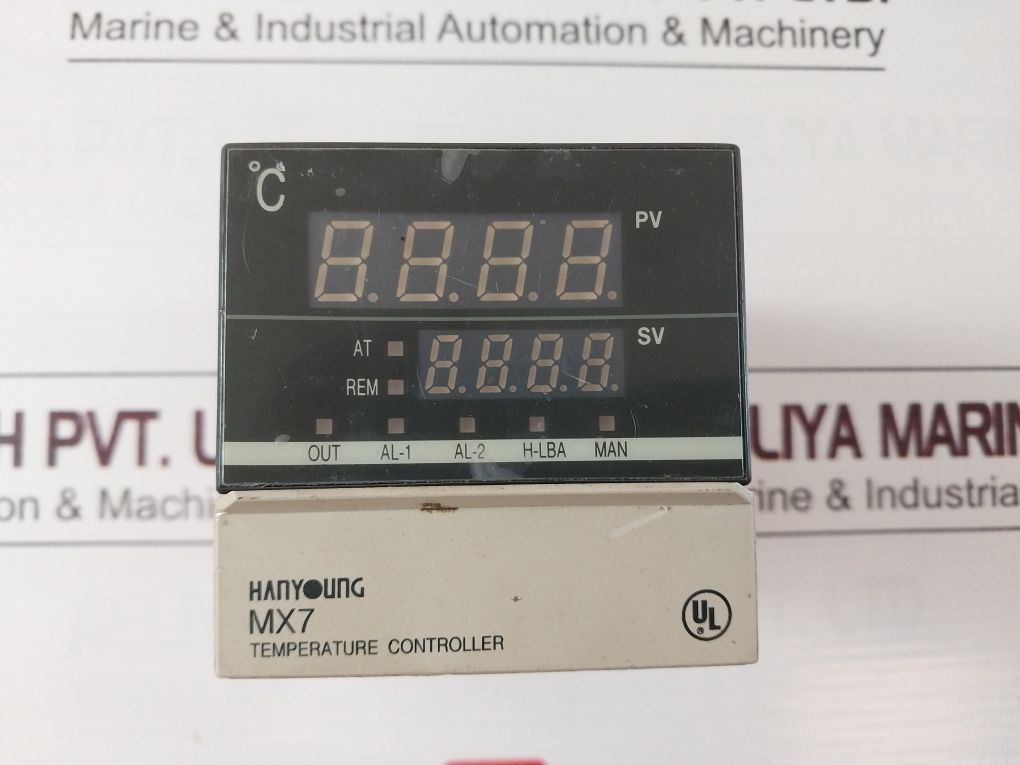 Marine & Industrial Automation & Machinery
°C
PV
SV
AT
REM
OUT AL-1 AL-2 H-LBA MAN
H PVT.
LIYA MARIN
on & Machi
rine & Industria
HANYOUNG
MX7
TEMPERATURE CONTROLLER
UL
®